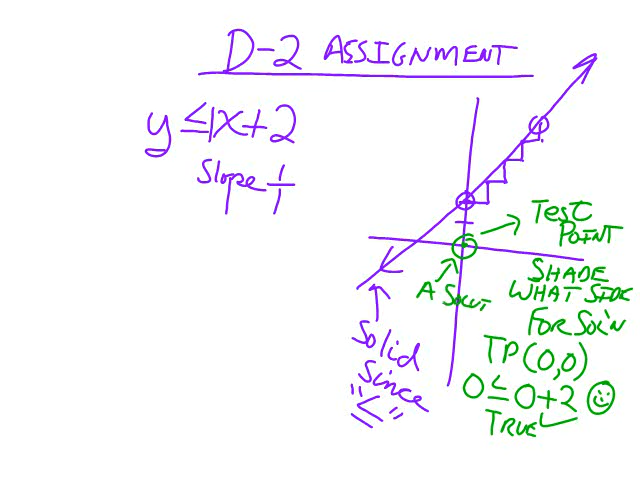 D-2 ASSIGNMENT
y ≤ 1x + 2
Slope 1/1
TEST
POINT
A SOLUT
SHADE
WHAT SIDE
FOR SOL'N
TP (0,0)
0 ≤ 0+2
TRUE
Solid
Since
"≤"